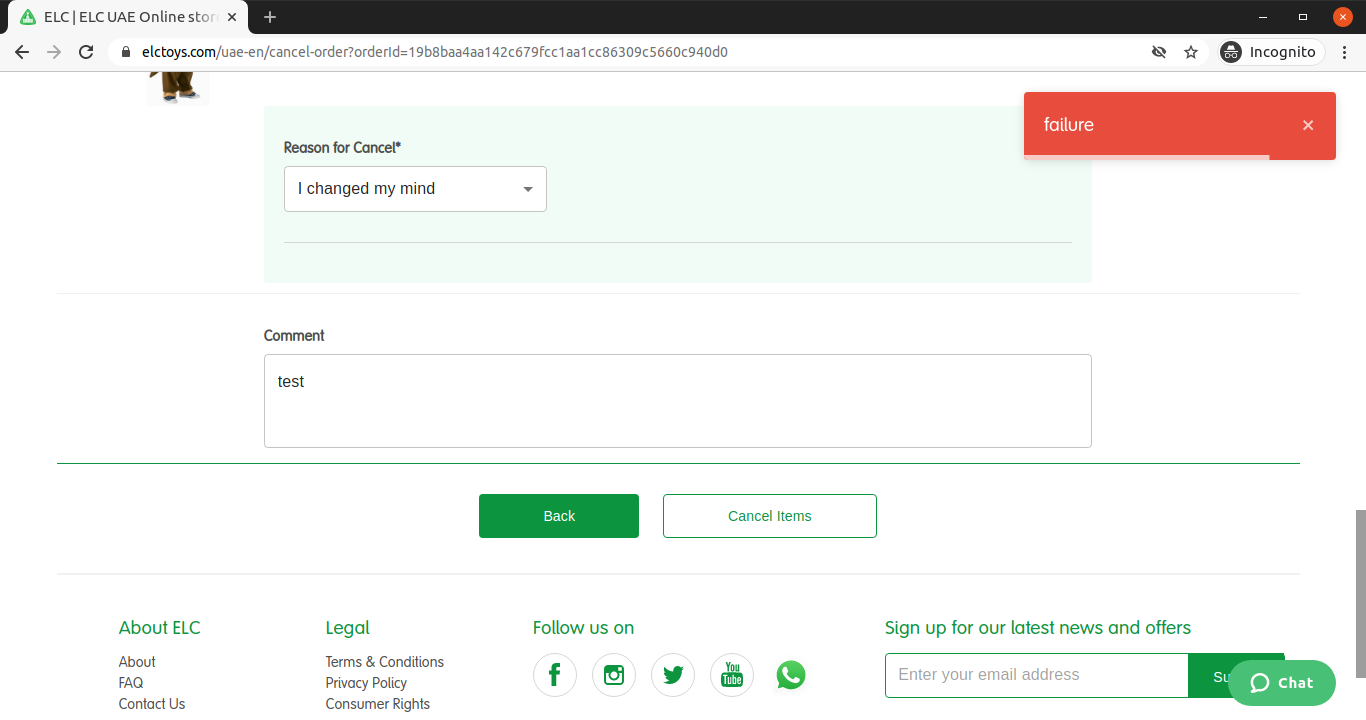 ELC | ELC UAE Online stor
elctoys.com/uae-en/cancel-order?orderId=19b8baa4aa142c679fcc1aa1cc86309c5660c940d0
Incognito
failure
Reason for Cancel*
I changed my mind
Comment
test
Back
Cancel Items
About ELC
Legal
Follow us on
Sign up for our latest news and offers
About
Terms & Conditions
You
Tube
Enter your email address
Su
Chat
FAQ
Privacy Policy
Contact Us
Consumer Rights